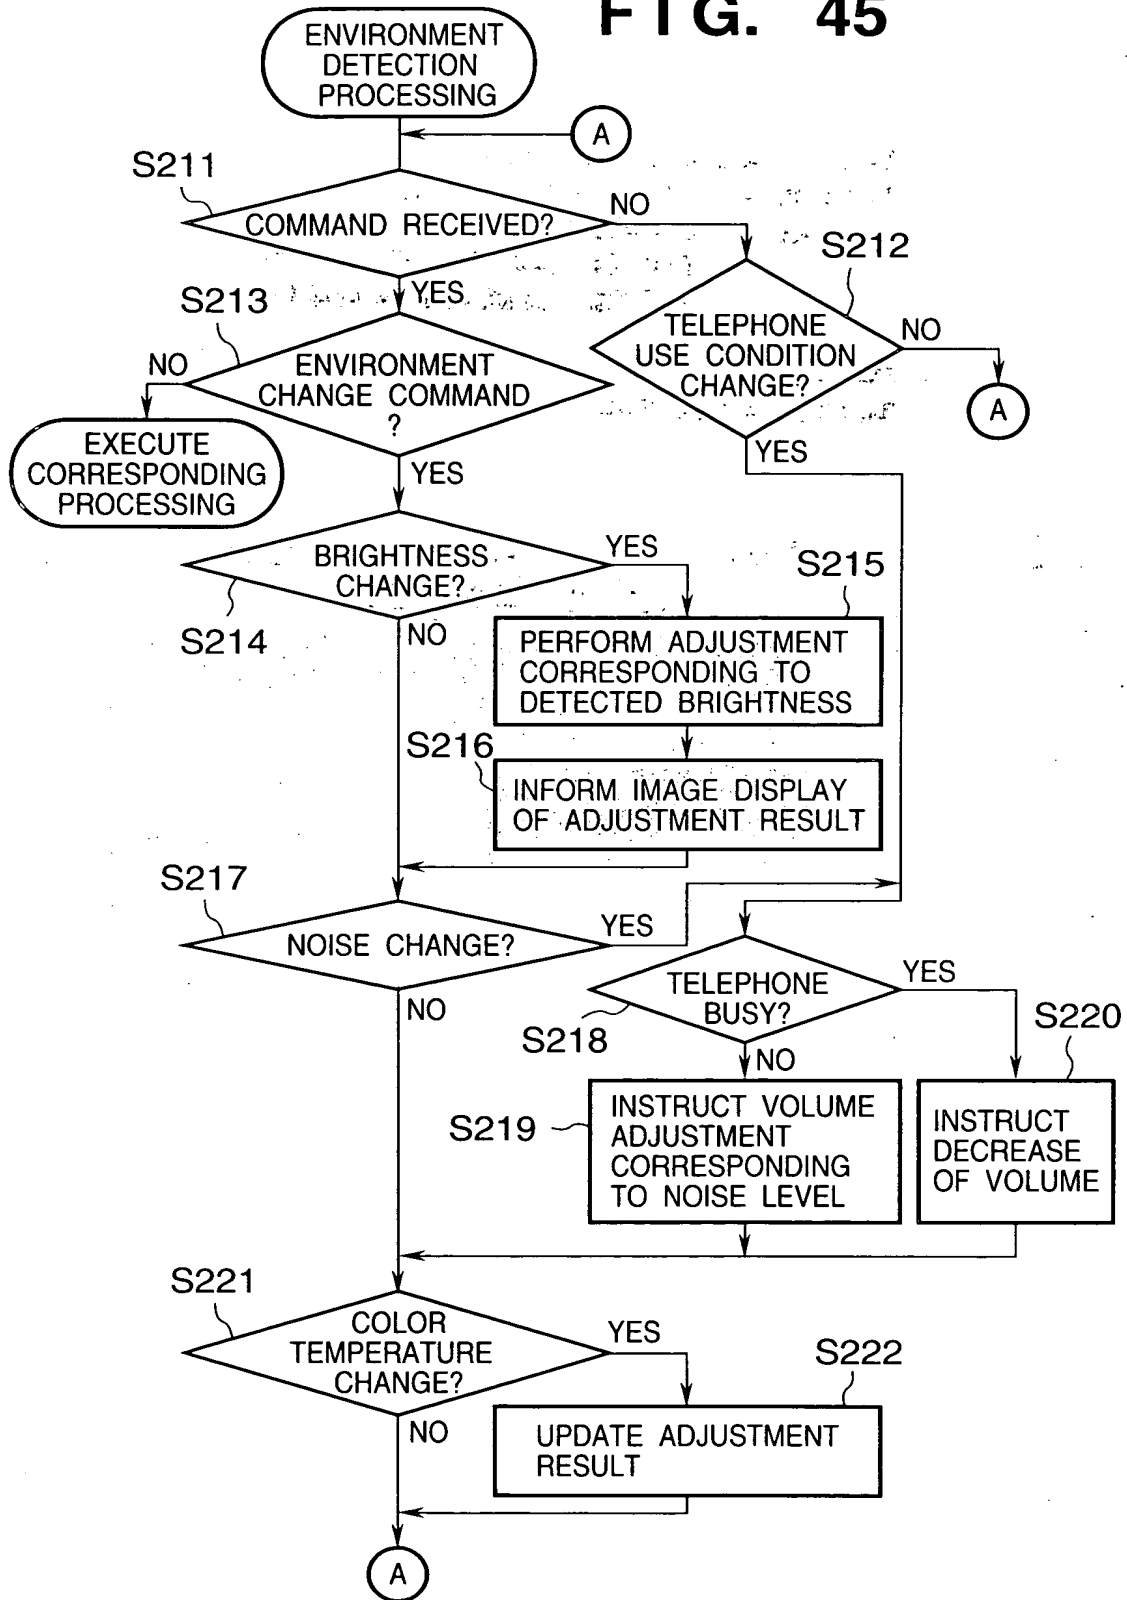 FIG. 45
ENVIRONMENT
DETECTION
PROCESSING
A
S211
COMMAND RECEIVED?
NO
S212
YES
S213
TELEPHONE
USE CONDITION
CHANGE?
NO
A
YES
ENVIRONMENT
CHANGE COMMAND
?
NO
EXECUTE
CORRESPONDING
PROCESSING
YES
BRIGHTNESS
CHANGE?
YES
S214
NO
S215
PERFORM ADJUSTMENT
CORRESPONDING TO
DETECTED BRIGHTNESS
S216
INFORM IMAGE DISPLAY
OF ADJUSTMENT RESULT
S217
NOISE CHANGE?
YES
NO
TELEPHONE
BUSY?
YES
S218
NO
S220
S219
INSTRUCT VOLUME
ADJUSTMENT
CORRESPONDING
TO NOISE LEVEL
INSTRUCT
DECREASE
OF VOLUME
S221
COLOR
TEMPERATURE
CHANGE?
YES
S222
NO
UPDATE ADJUSTMENT
RESULT
A